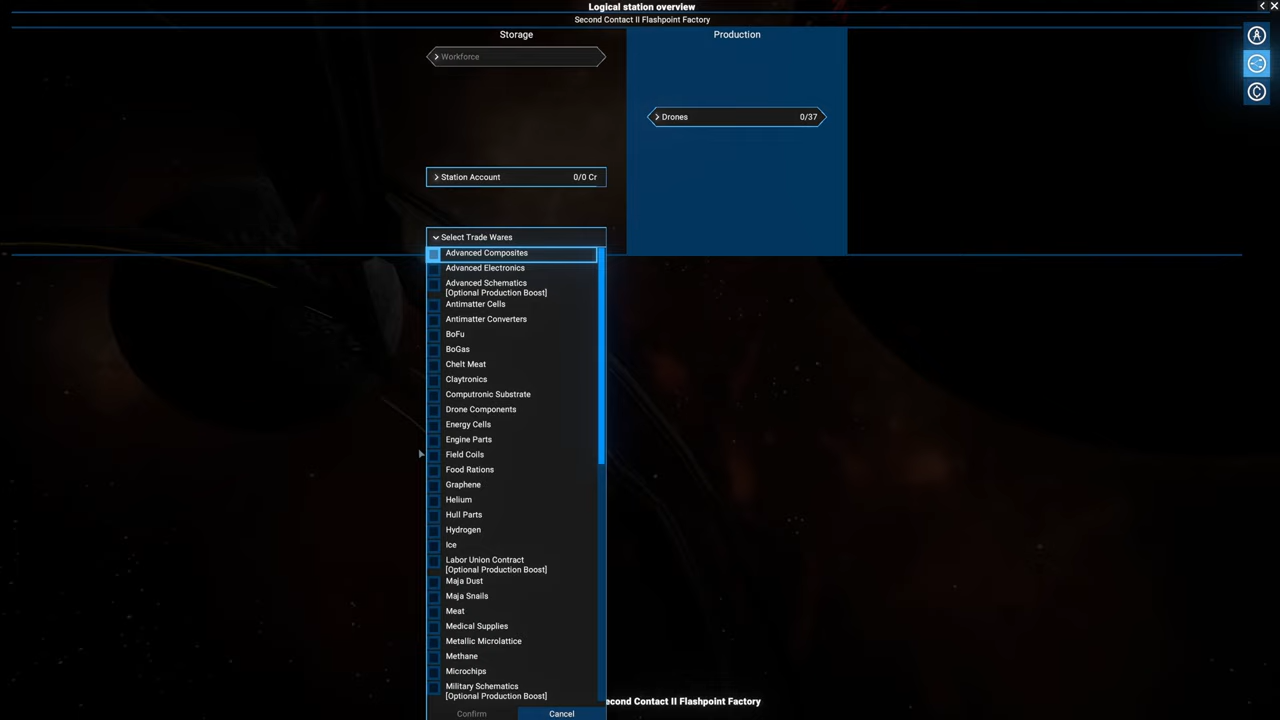 Logical station overview
Second Contact II Flashpoint Factory
Storage
Production
Workforce
Drones 0/37
Station Account 0/0 Cr
Select Trade Wares
Advanced Composites
Advanced Electronics
Advanced Schematics
[Optional Production Boost]
Antimatter Cells
Antimatter Converters
BoFu
BoGas
Chelt Meat
Claytronics
Computronic Substrate
Drone Components
Energy Cells
Engine Parts
Field Coils
Food Rations
Graphene
Helium
Hull Parts
Hydrogen
Ice
Labor Union Contract
[Optional Production Boost]
Maja Dust
Maja Snails
Meat
Medical Supplies
Metallic Microlattice
Methane
Microchips
Military Schematics
[Optional Production Boost]
econd Contact II Flashpoint Factory
Confirm
Cancel